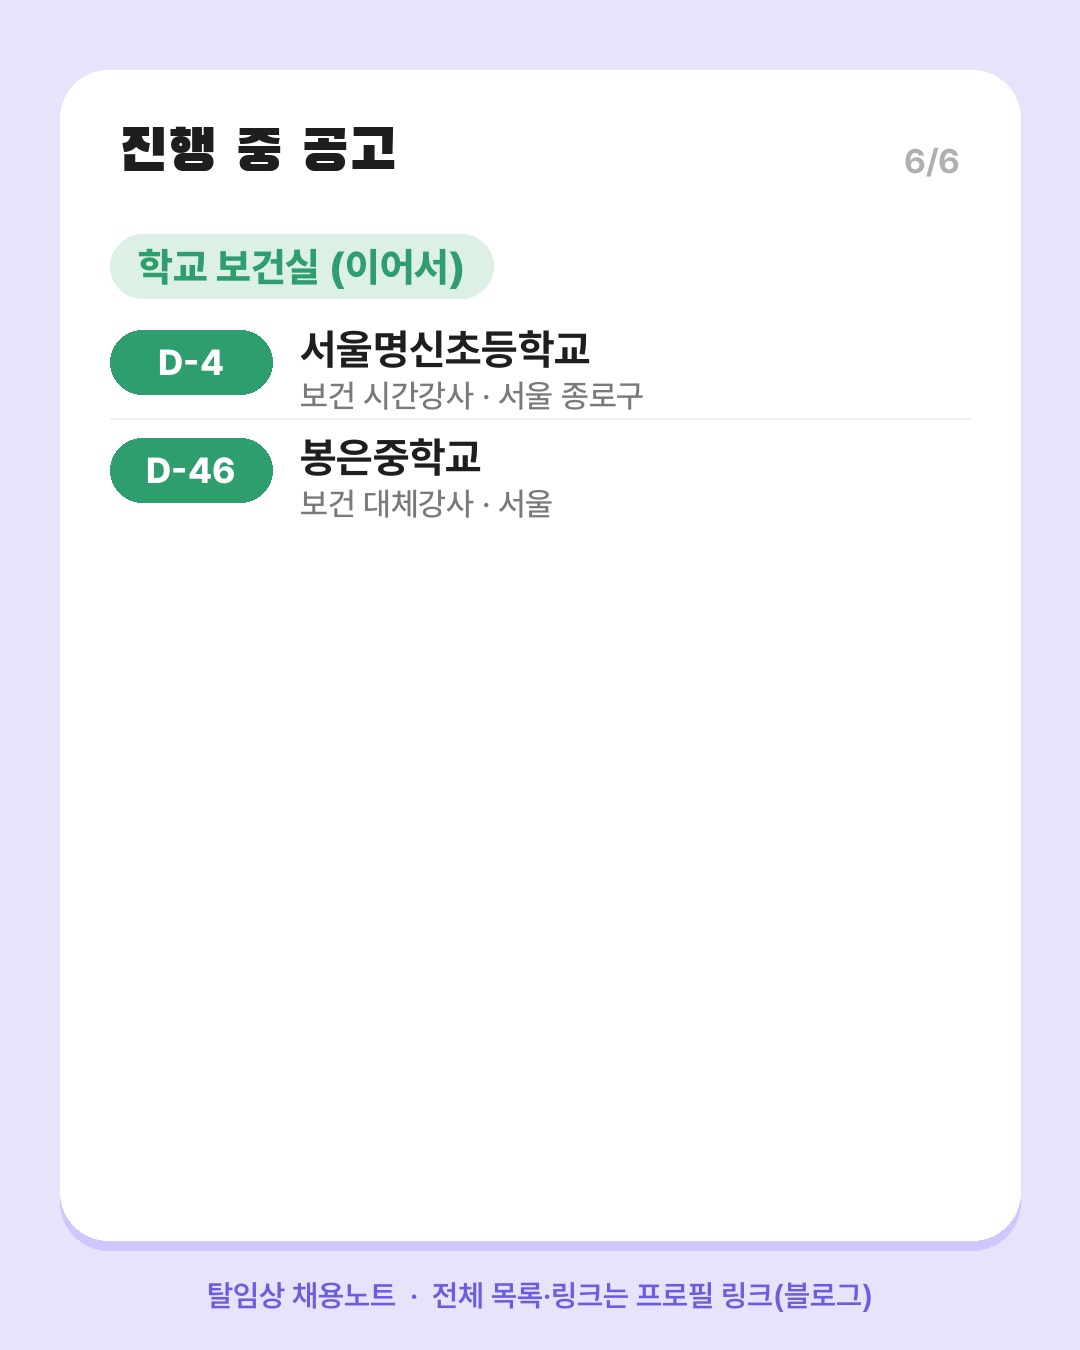 진행 중 공고
6/6
학교 보건실 (이어서)
D-4
서울명신초등학교
보건 시간강사 · 서울 종로구
D-46
봉은중학교
보건 대체강사 · 서울
탈임상 채용노트 · 전체 목록·링크는 프로필 링크(블로그)